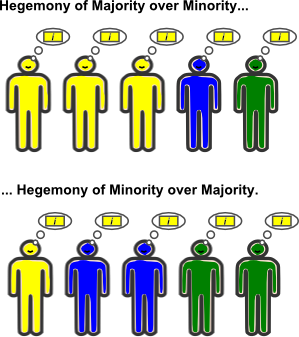 Hegemony of Majority over Minority...
i i i i i
... Hegemony of Minority over Majority.
i i i i i